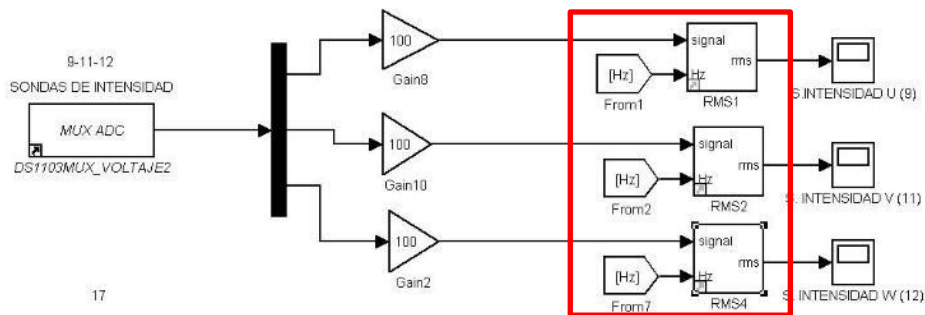 9-11-12
SONDAS DE INTENSIDAD
MUX ADC
DS1103MUX_VOLTAJE2
17
100
Gain8
100
Gain10
100
Gain2
signal
[Hz]
Hz
rms
From1
RMS1
S.INTENSIDAD U (9)
signal
[Hz]
Hz
rms
From2
RMS2
S. INTENSIDAD V (11)
signal
[Hz]
Hz
rms
From7
RMS4
S. INTENSIDAD W (12)